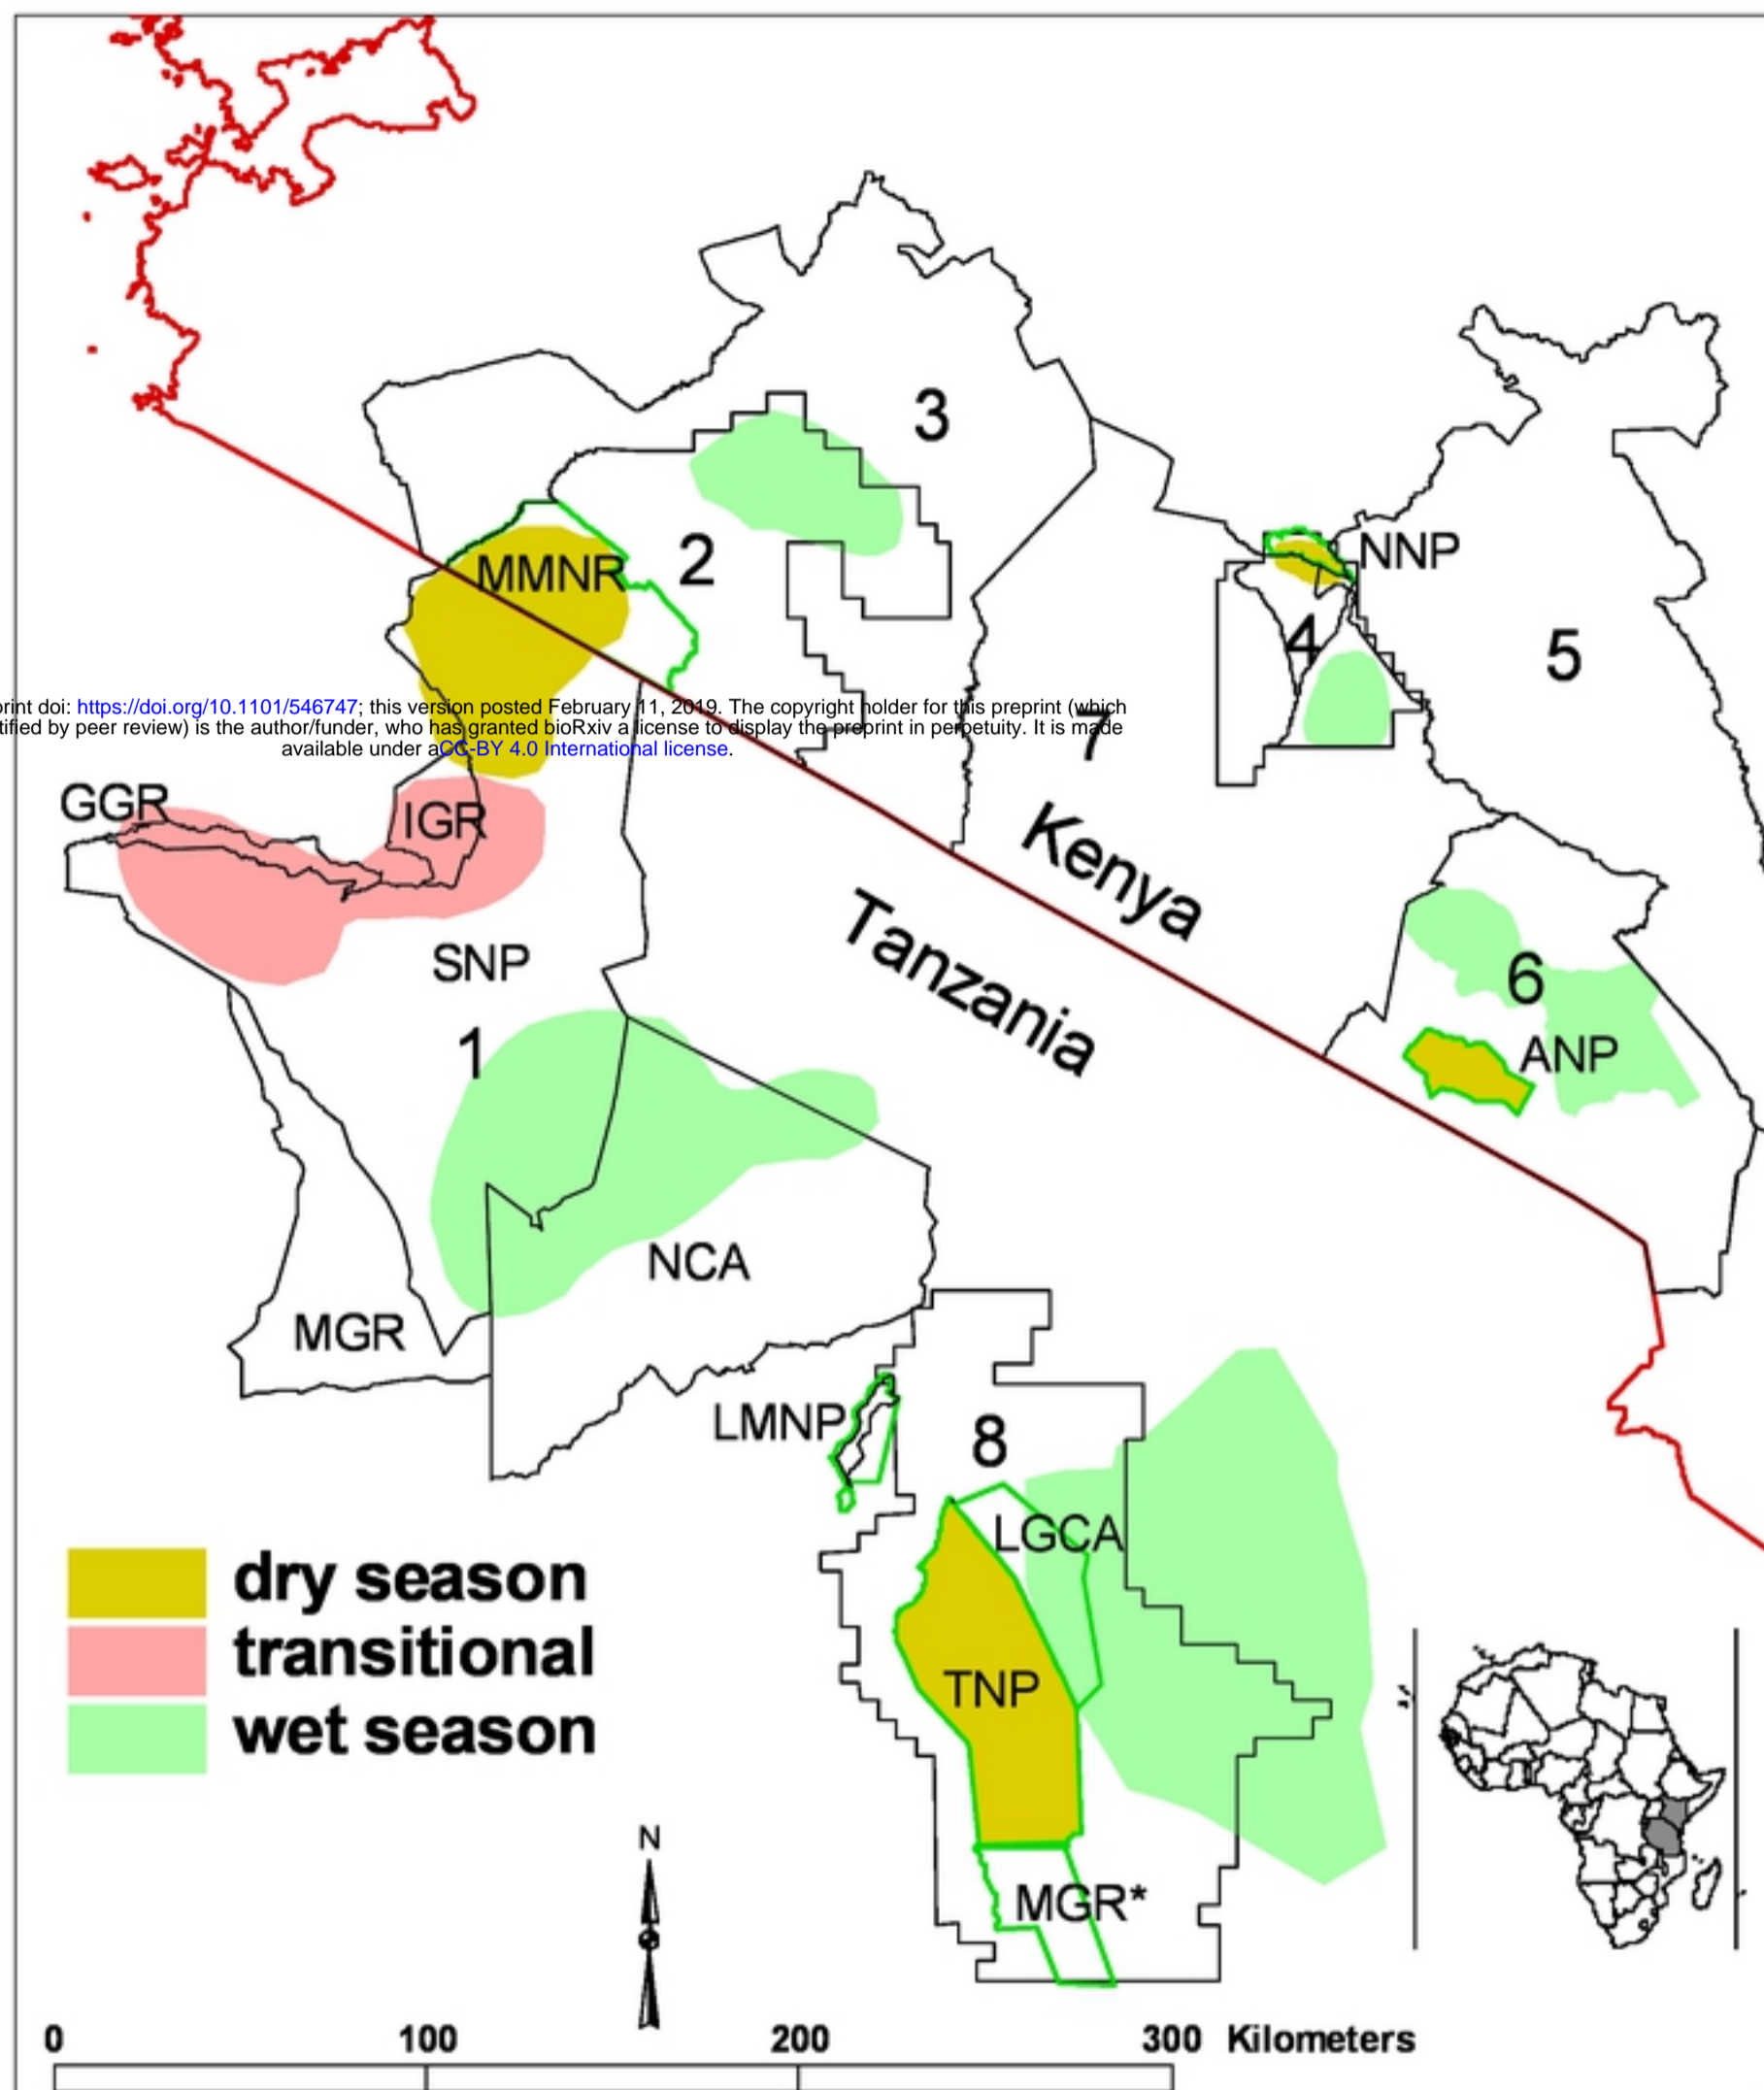 3
MMNR
2
NNP
4
5
print doi: https://doi.org/10.1101/546747; this version posted February 11, 2019. The copyright holder for this preprint (which
tified by peer review) is the author/funder, who has granted bioRxiv a license to display the preprint in perpetuity. It is made
available under aCC-BY 4.0 International license.
7
GGR
IGR
Kenya
Tanzania
SNP
6
1
ANP
NCA
MGR
LMNP
8
LGCA
dry season
transitional
wet season
TNP
N
MGR*
0 100 200 300 Kilometers